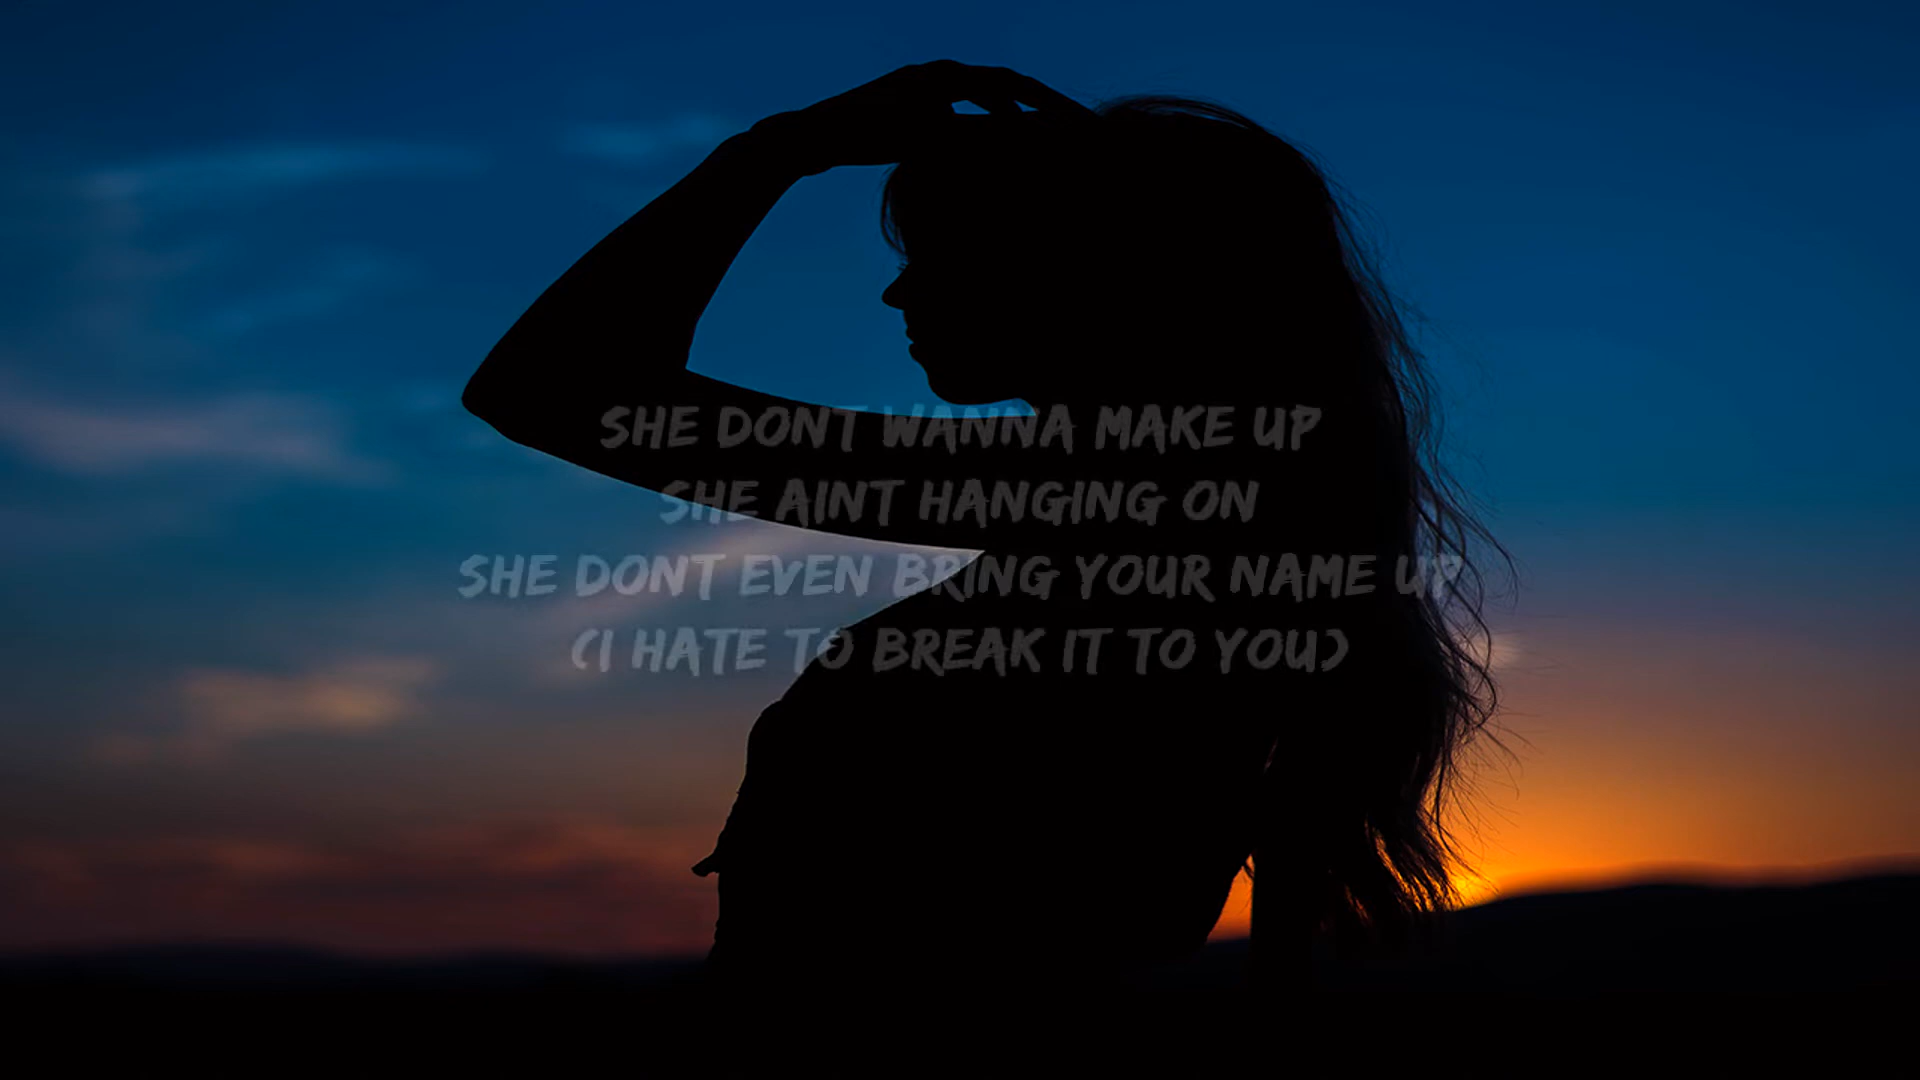 SHE DONT WANNA MAKE UP
SHE AINT HANGING ON
SHE DONT EVEN BRING YOUR NAME UP
(I HATE TO BREAK IT TO YOU)